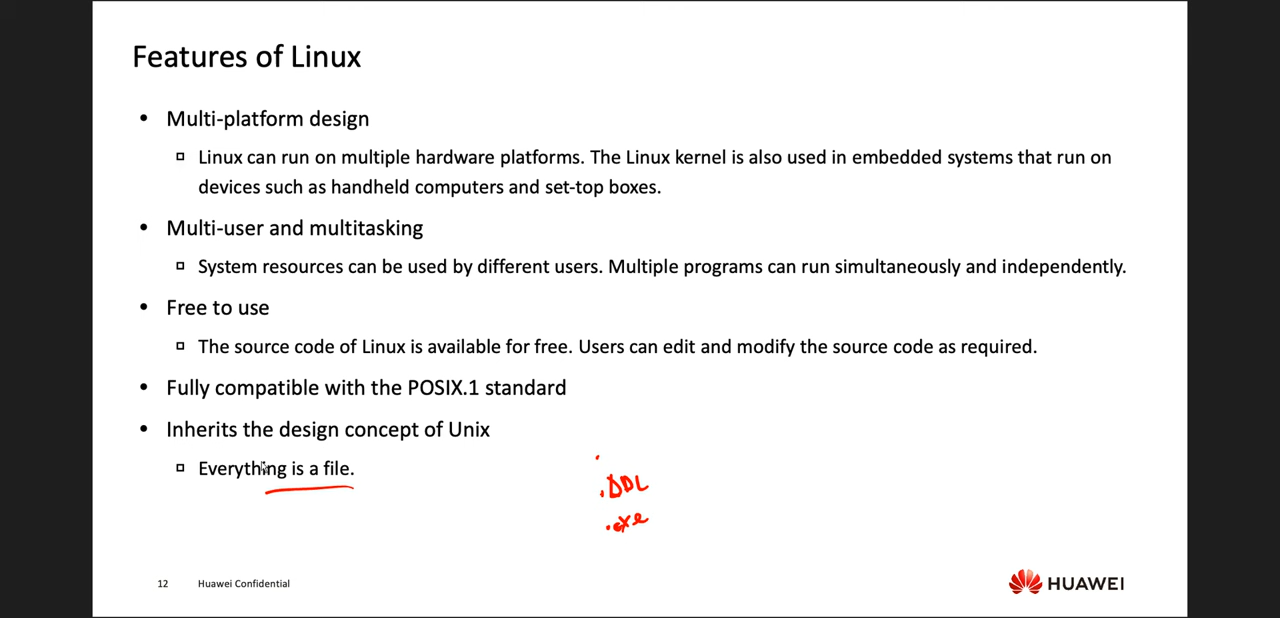 Features of Linux
• Multi-platform design
Linux can run on multiple hardware platforms. The Linux kernel is also used in embedded systems that run on
devices such as handheld computers and set-top boxes.
• Multi-user and multitasking
System resources can be used by different users. Multiple programs can run simultaneously and independently.
• Free to use
The source code of Linux is available for free. Users can edit and modify the source code as required.
• Fully compatible with the POSIX.1 standard
• Inherits the design concept of Unix
Everything is a file.
.DDL
.exe
12 Huawei Confidential
HUAWEI